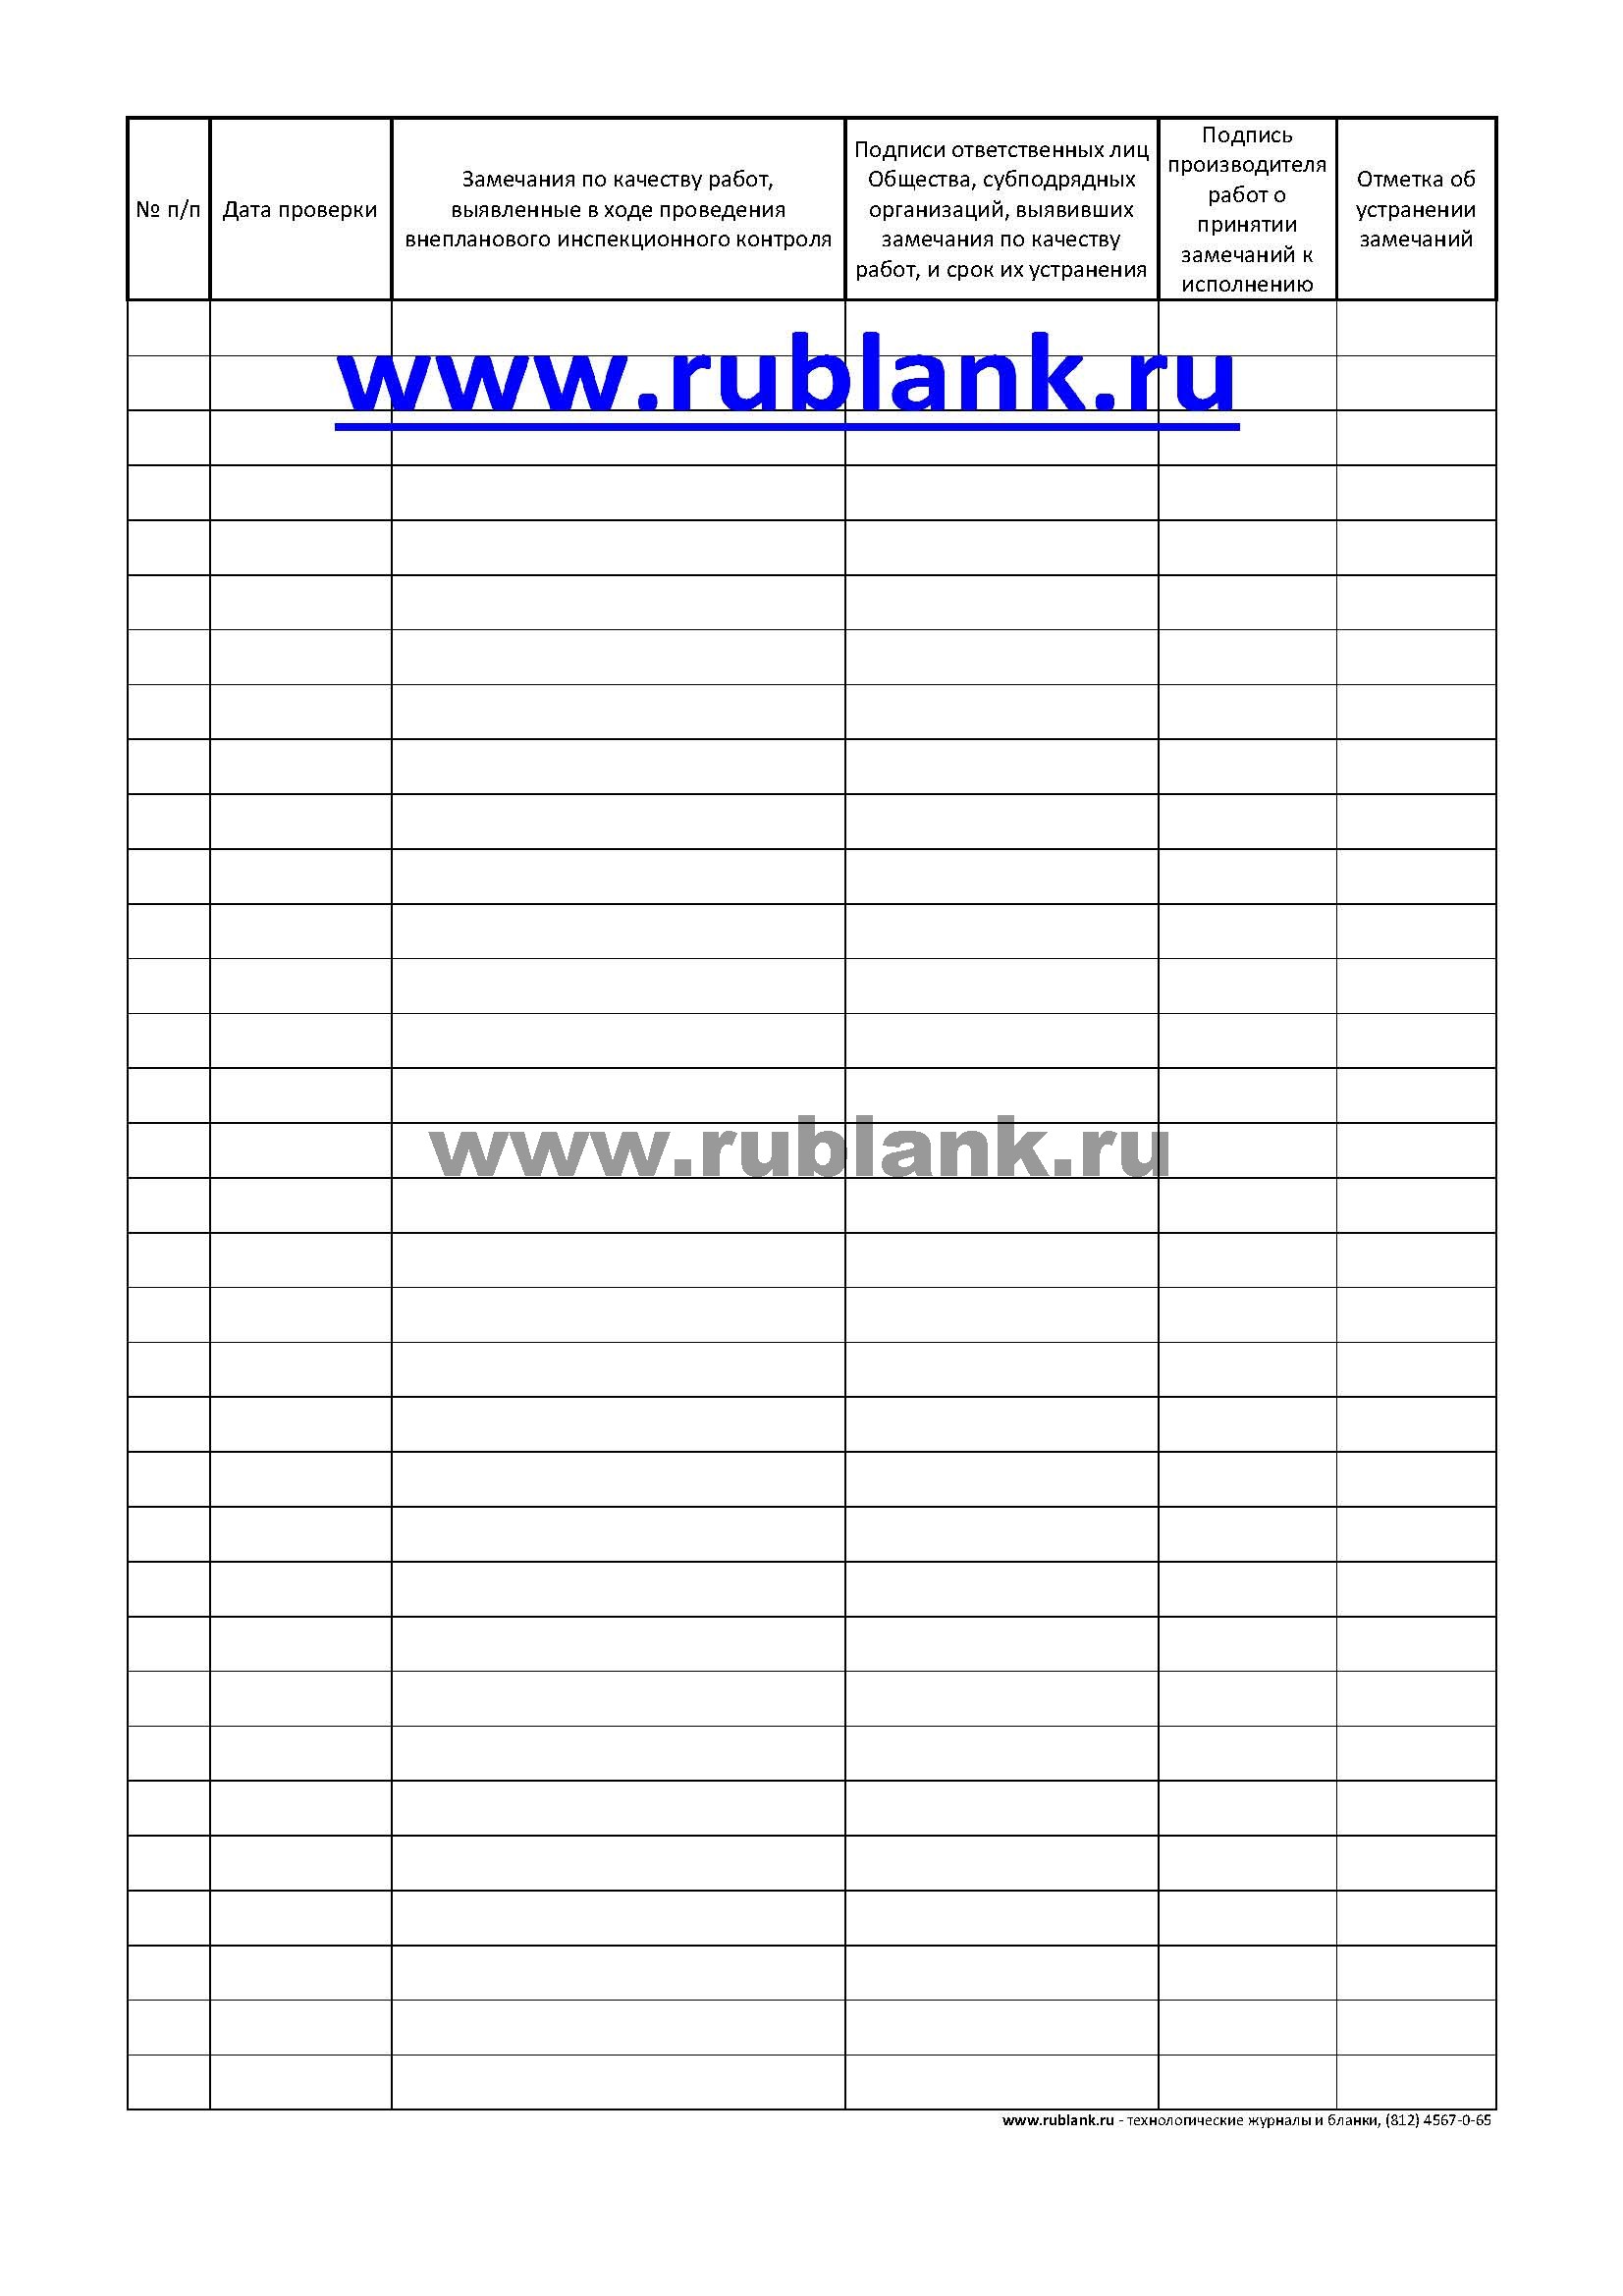 № п/п
Дата проверки
Замечания по качеству работ,
выявленные в ходе проведения
внепланового инспекционного контроля
Подписи ответственных лиц
Общества, субподрядных
организаций, выявивших
замечания по качеству
работ, и срок их устранения
Подпись
производителя
работ о
принятии
замечаний к
исполнению
Отметка об
устранении
замечаний
www.rublank.ru
www.rublank.ru
www.rublank.ru - технологические журналы и бланки, (812) 4567-0-65